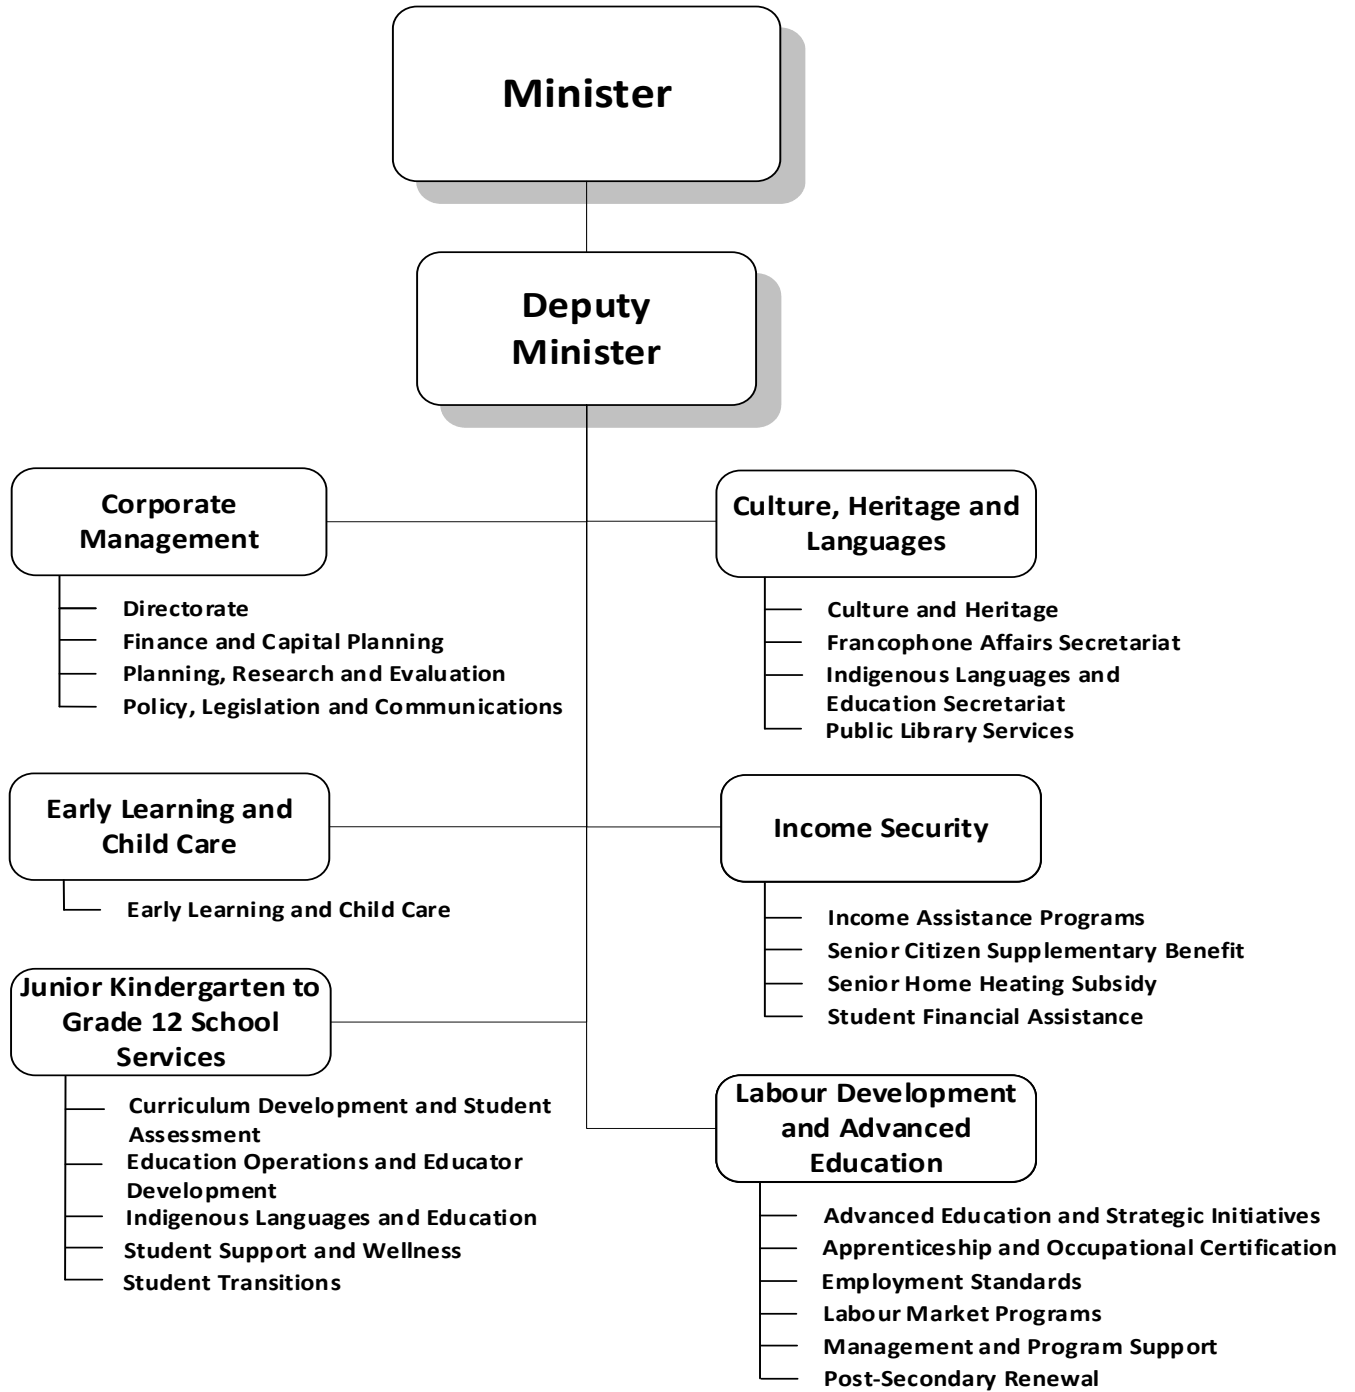 Minister
Deputy
Minister
Corporate
Management
Directorate
Finance and Capital Planning
Planning, Research and Evaluation
Policy, Legislation and Communications
Early Learning and
Child Care
Early Learning and Child Care
Junior Kindergarten to
Grade 12 School
Services
Curriculum Development and Student
Assessment
Education Operations and Educator
Development
Indigenous Languages and Education
Student Support and Wellness
Student Transitions
Culture, Heritage and
Languages
Culture and Heritage
Francophone Affairs Secretariat
Indigenous Languages and
Education Secretariat
Public Library Services
Income Security
Income Assistance Programs
Senior Citizen Supplementary Benefit
Senior Home Heating Subsidy
Student Financial Assistance
Labour Development
and Advanced
Education
Advanced Education and Strategic Initiatives
Apprenticeship and Occupational Certification
Employment Standards
Labour Market Programs
Management and Program Support
Post-Secondary Renewal